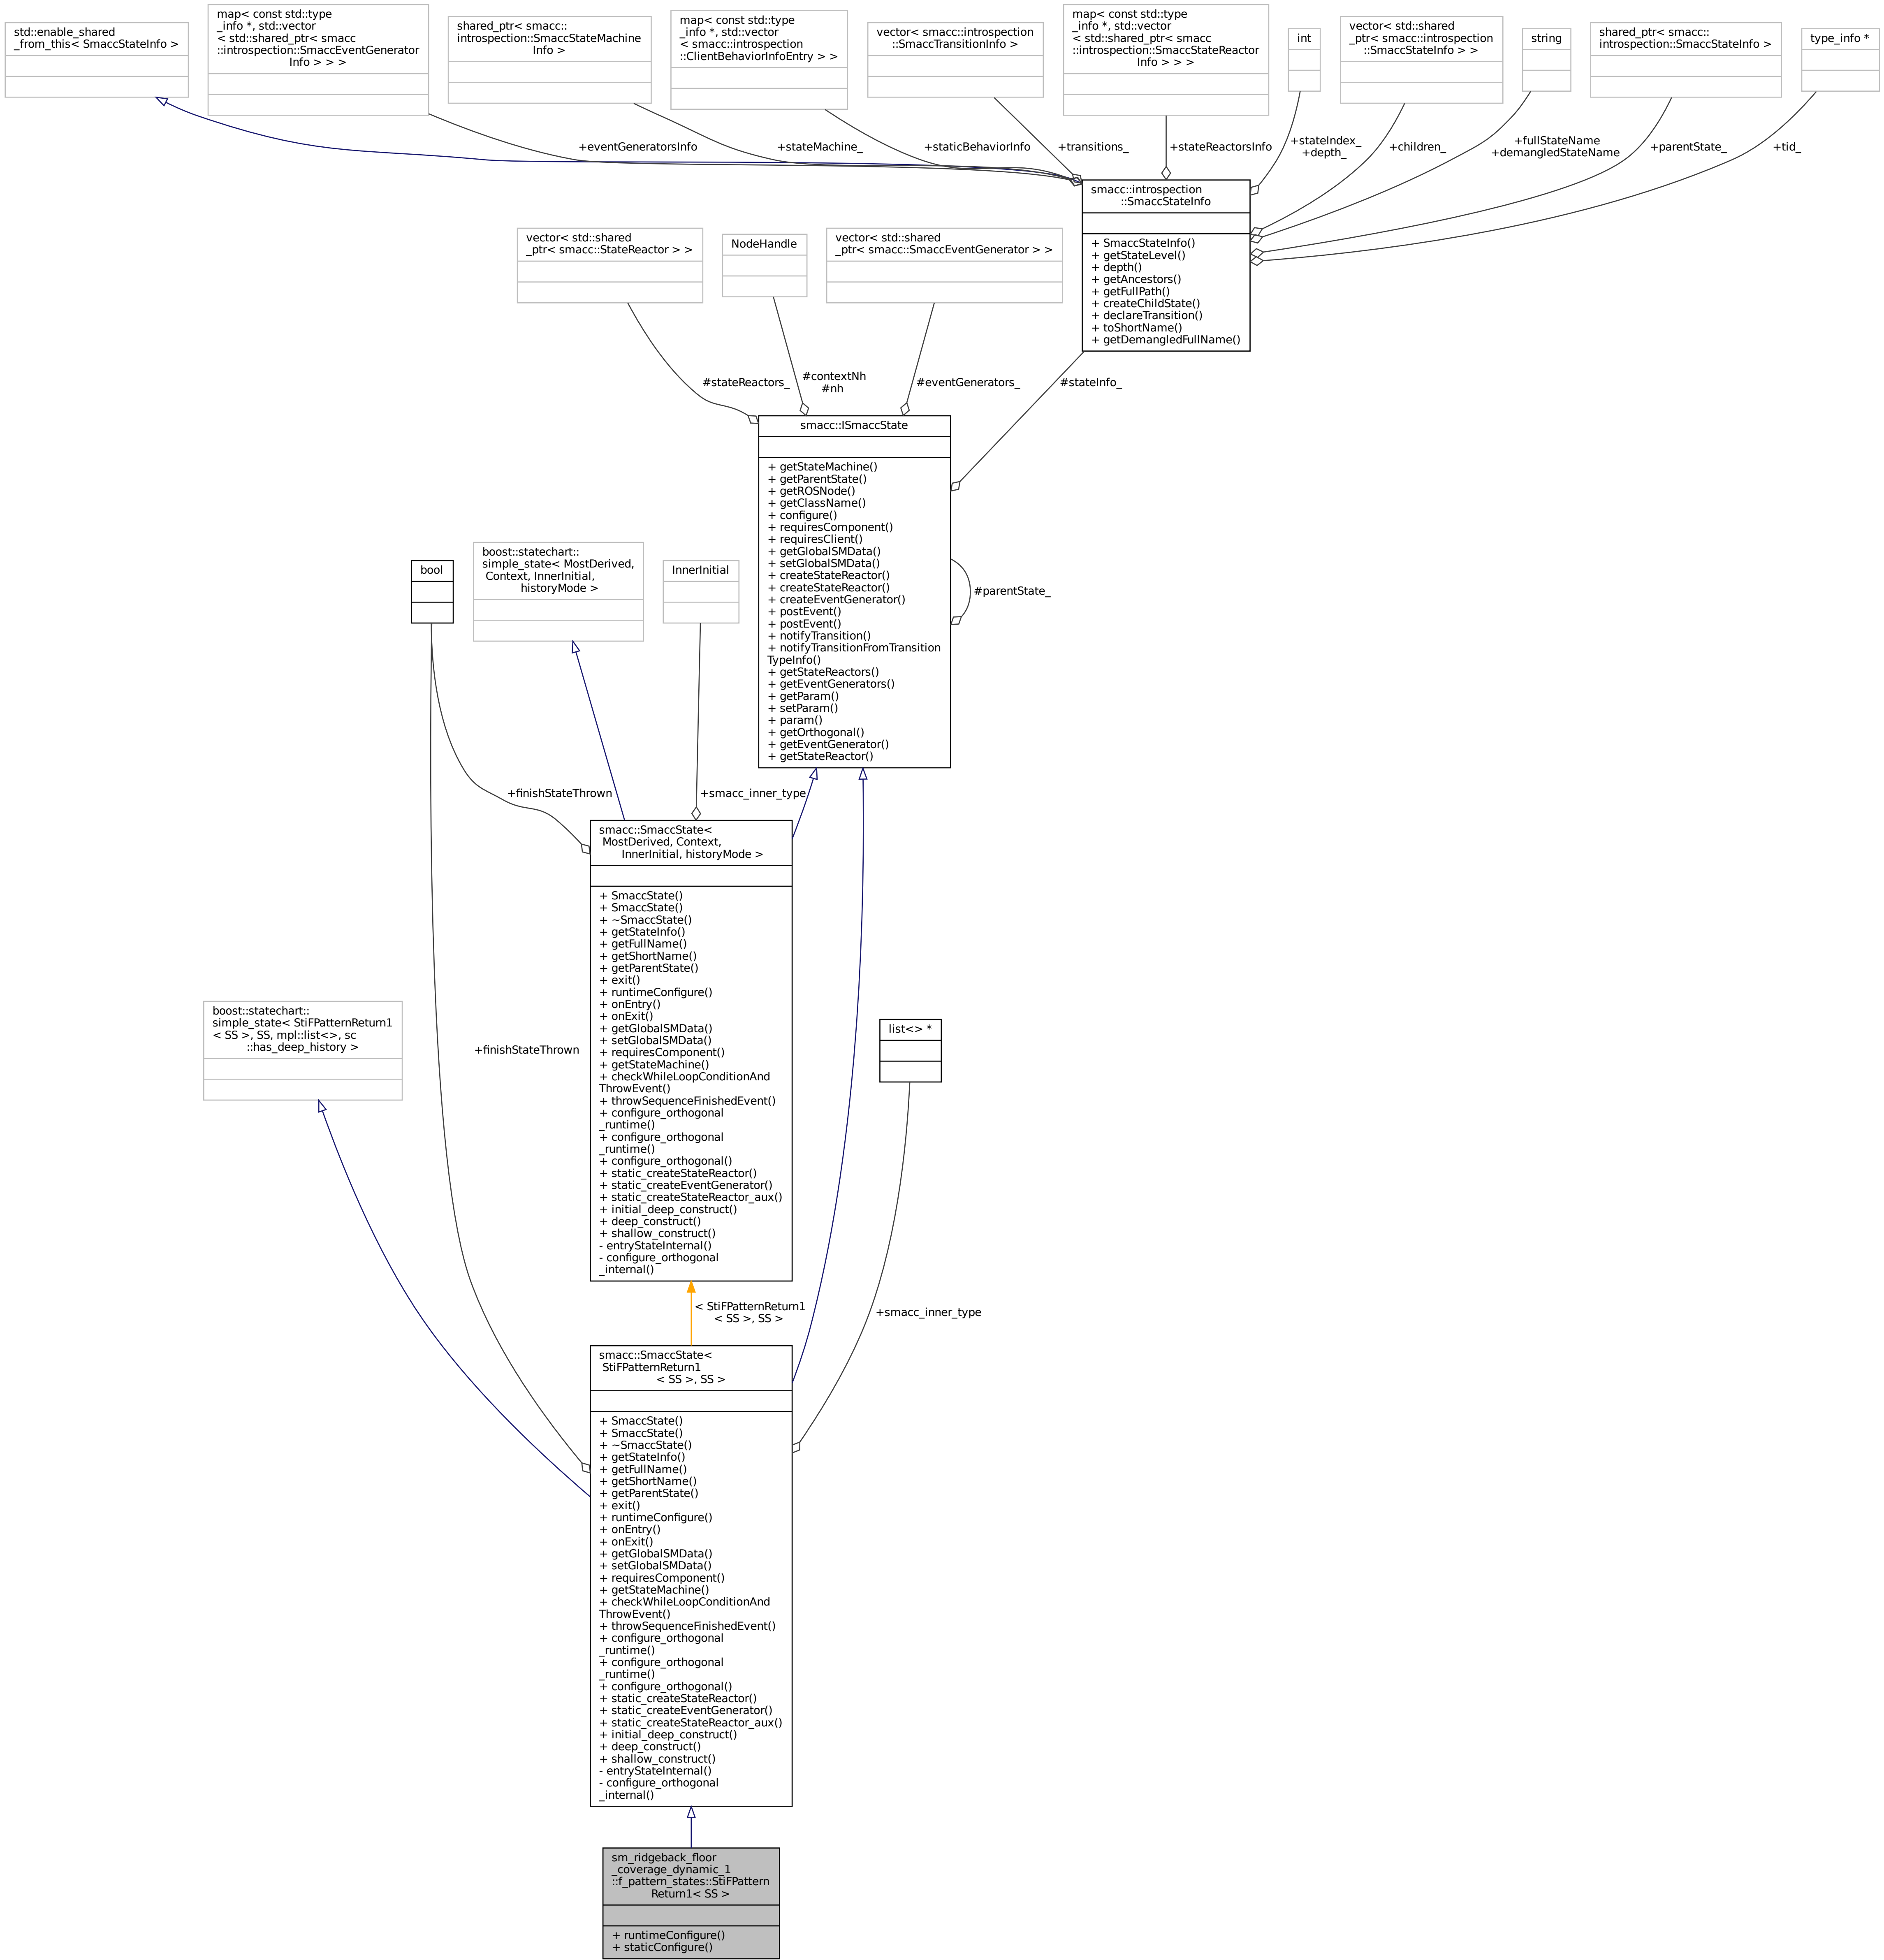 std::enable_shared
_from_this< SmaccStateInfo >
map< const std::type
_info *, std::vector
< std::shared_ptr< smacc
::introspection::SmaccEventGenerator
Info > > >
shared_ptr< smacc::
introspection::SmaccStateMachine
Info >
map< const std::type
_info *, std::vector
< smacc::introspection
::ClientBehaviorInfoEntry > >
vector< smacc::introspection
::SmaccTransitionInfo >
map< const std::type
_info *, std::vector
< std::shared_ptr< smacc
::introspection::SmaccStateReactor
Info > > >
int
vector< std::shared
_ptr< smacc::introspection
::SmaccStateInfo > >
string
shared_ptr< smacc::
introspection::SmaccStateInfo >
type_info *
+eventGeneratorsInfo
+stateMachine_
+staticBehaviorInfo
+transitions_
+stateReactorsInfo
+stateIndex_
+depth_
+children_
+fullStateName
+demangledStateName
+parentState_
+tid_
smacc::introspection
::SmaccStateInfo
+ SmaccStateInfo()
+ getStateLevel()
+ depth()
+ getAncestors()
+ getFullPath()
+ createChildState()
+ declareTransition()
+ toShortName()
+ getDemangledFullName()
vector< std::shared
_ptr< smacc::StateReactor > >
NodeHandle
vector< std::shared
_ptr< smacc::SmaccEventGenerator > >
#stateReactors_
#contextNh
#nh
#eventGenerators_
#stateInfo_
smacc::ISmaccState
+ getStateMachine()
+ getParentState()
+ getROSNode()
+ getClassName()
+ configure()
+ requiresComponent()
+ requiresClient()
+ getGlobalSMData()
+ setGlobalSMData()
+ createStateReactor()
+ createStateReactor()
+ createEventGenerator()
+ postEvent()
+ postEvent()
+ notifyTransition()
+ notifyTransitionFromTransition
TypeInfo()
+ getStateReactors()
+ getEventGenerators()
+ getParam()
+ setParam()
+ param()
+ getOrthogonal()
+ getEventGenerator()
+ getStateReactor()
#parentState_
bool
boost::statechart::
simple_state< MostDerived,
Context, InnerInitial,
historyMode >
InnerInitial
+finishStateThrown
+smacc_inner_type
smacc::SmaccState<
MostDerived, Context,
InnerInitial, historyMode >
+ SmaccState()
+ SmaccState()
+ ~SmaccState()
+ getStateInfo()
+ getFullName()
+ getShortName()
+ getParentState()
+ exit()
+ runtimeConfigure()
+ onEntry()
+ onExit()
+ getGlobalSMData()
+ setGlobalSMData()
+ requiresComponent()
+ getStateMachine()
+ checkWhileLoopConditionAnd
ThrowEvent()
+ throwSequenceFinishedEvent()
+ configure_orthogonal
_runtime()
+ configure_orthogonal
_runtime()
+ configure_orthogonal()
+ static_createStateReactor()
+ static_createEventGenerator()
+ static_createStateReactor_aux()
+ initial_deep_construct()
+ deep_construct()
+ shallow_construct()
- entryStateInternal()
- configure_orthogonal
_internal()
boost::statechart::
simple_state< StiFPatternReturn1
< SS >, SS, mpl::list<>, sc
::has_deep_history >
+finishStateThrown
list<> *
< StiFPatternReturn1
< SS >, SS >
+smacc_inner_type
smacc::SmaccState<
StiFPatternReturn1
< SS >, SS >
+ SmaccState()
+ SmaccState()
+ ~SmaccState()
+ getStateInfo()
+ getFullName()
+ getShortName()
+ getParentState()
+ exit()
+ runtimeConfigure()
+ onEntry()
+ onExit()
+ getGlobalSMData()
+ setGlobalSMData()
+ requiresComponent()
+ getStateMachine()
+ checkWhileLoopConditionAnd
ThrowEvent()
+ throwSequenceFinishedEvent()
+ configure_orthogonal
_runtime()
+ configure_orthogonal
_runtime()
+ configure_orthogonal()
+ static_createStateReactor()
+ static_createEventGenerator()
+ static_createStateReactor_aux()
+ initial_deep_construct()
+ deep_construct()
+ shallow_construct()
- entryStateInternal()
- configure_orthogonal
_internal()
sm_ridgeback_floor
_coverage_dynamic_1
::f_pattern_states::StiFPattern
Return1< SS >
+ runtimeConfigure()
+ staticConfigure()